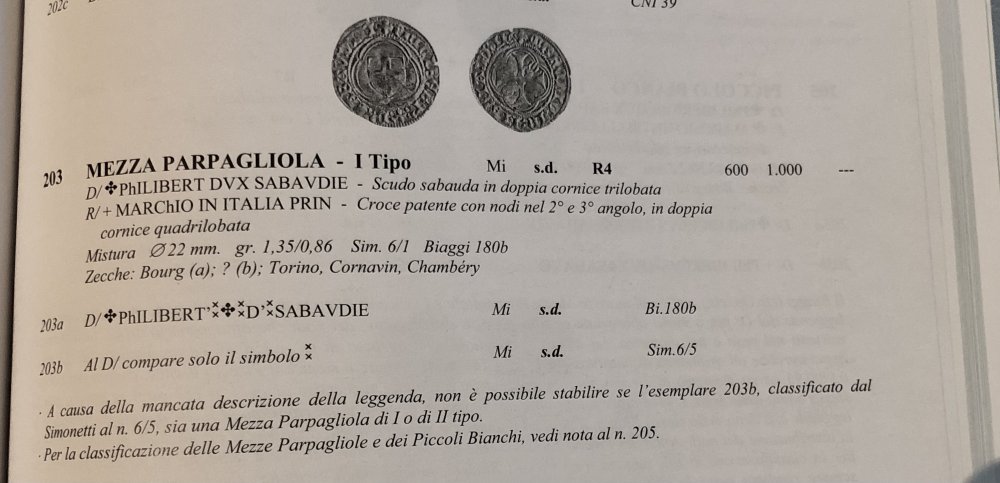 202c
CNI 39
203 MEZZA PARPAGLIOLA - I Tipo Mi s.d. R4 600 1.000 ---
D/ ✤PhILIBERT DVX SABAVDIE - Scudo sabauda in doppia cornice trilobata
R/ + MARChIO IN ITALIA PRIN - Croce patente con nodi nel 2° e 3° angolo, in doppia
cornice quadrilobata
Mistura Ø 22 mm. gr. 1,35/0,86 Sim. 6/1 Biaggi 180b
Zecche: Bourg (a); ? (b); Torino, Cornavin, Chambéry
203a D/ ✤PhILIBERT'ˣₓ✤ˣₓD'ˣₓSABAVDIE Mi s.d. Bi.180b
203b Al D/ compare solo il simbolo ˣₓ Mi s.d. Sim.6/5
· A causa della mancata descrizione della leggenda, non è possibile stabilire se l'esemplare 203b, classificato dal
Simonetti al n. 6/5, sia una Mezza Parpagliola di I o di II tipo.
· Per la classificazione delle Mezze Parpagliole e dei Piccoli Bianchi, vedi nota al n. 205.